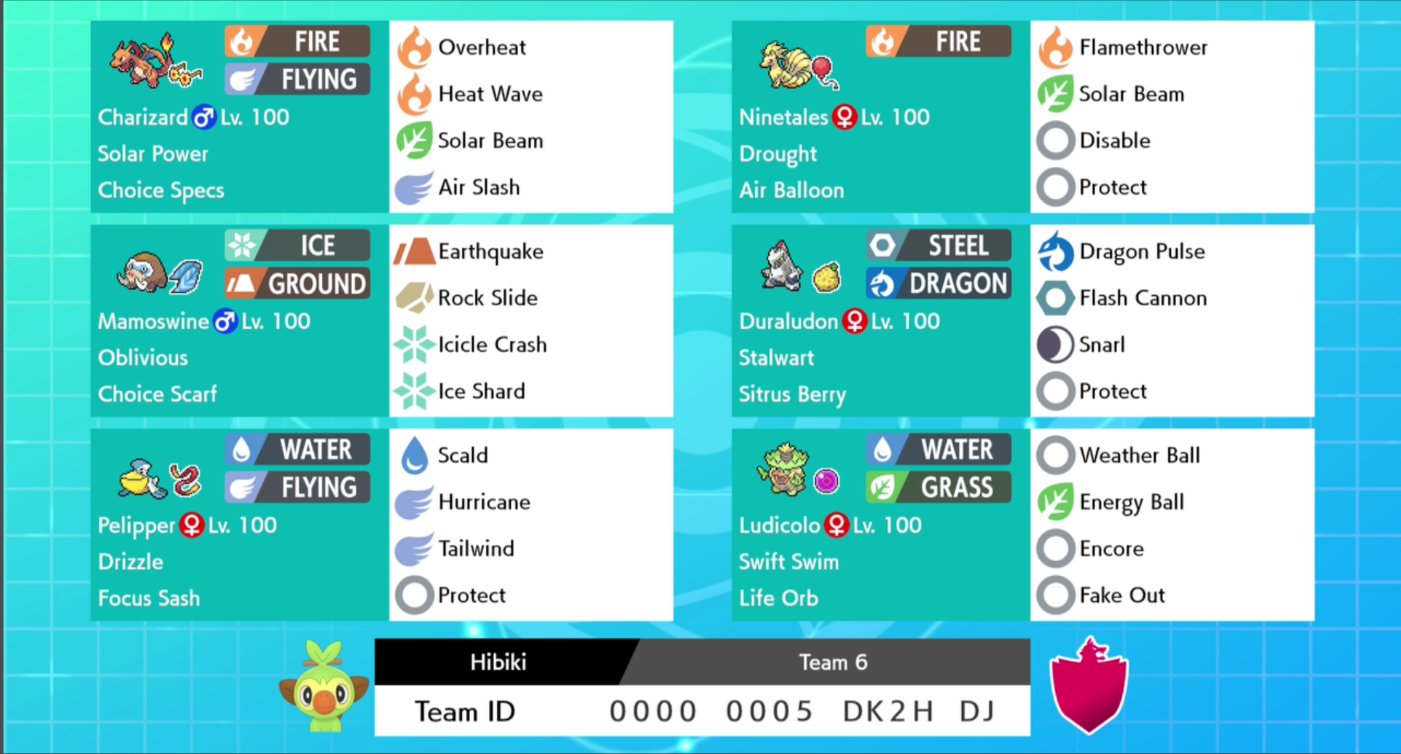 FIRE
FLYING
Charizard ♂ Lv. 100
Solar Power
Choice Specs
Overheat
Heat Wave
Solar Beam
Air Slash
FIRE
Ninetales ♀ Lv. 100
Drought
Air Balloon
Flamethrower
Solar Beam
Disable
Protect
ICE
GROUND
Mamoswine ♂ Lv. 100
Oblivious
Choice Scarf
Earthquake
Rock Slide
Icicle Crash
Ice Shard
STEEL
DRAGON
Duraludon ♀ Lv. 100
Stalwart
Sitrus Berry
Dragon Pulse
Flash Cannon
Snarl
Protect
WATER
FLYING
Pelipper ♀ Lv. 100
Drizzle
Focus Sash
Scald
Hurricane
Tailwind
Protect
WATER
GRASS
Ludicolo ♀ Lv. 100
Swift Swim
Life Orb
Weather Ball
Energy Ball
Encore
Fake Out
Hibiki Team 6
Team ID 0000 0005 DK2H DJ